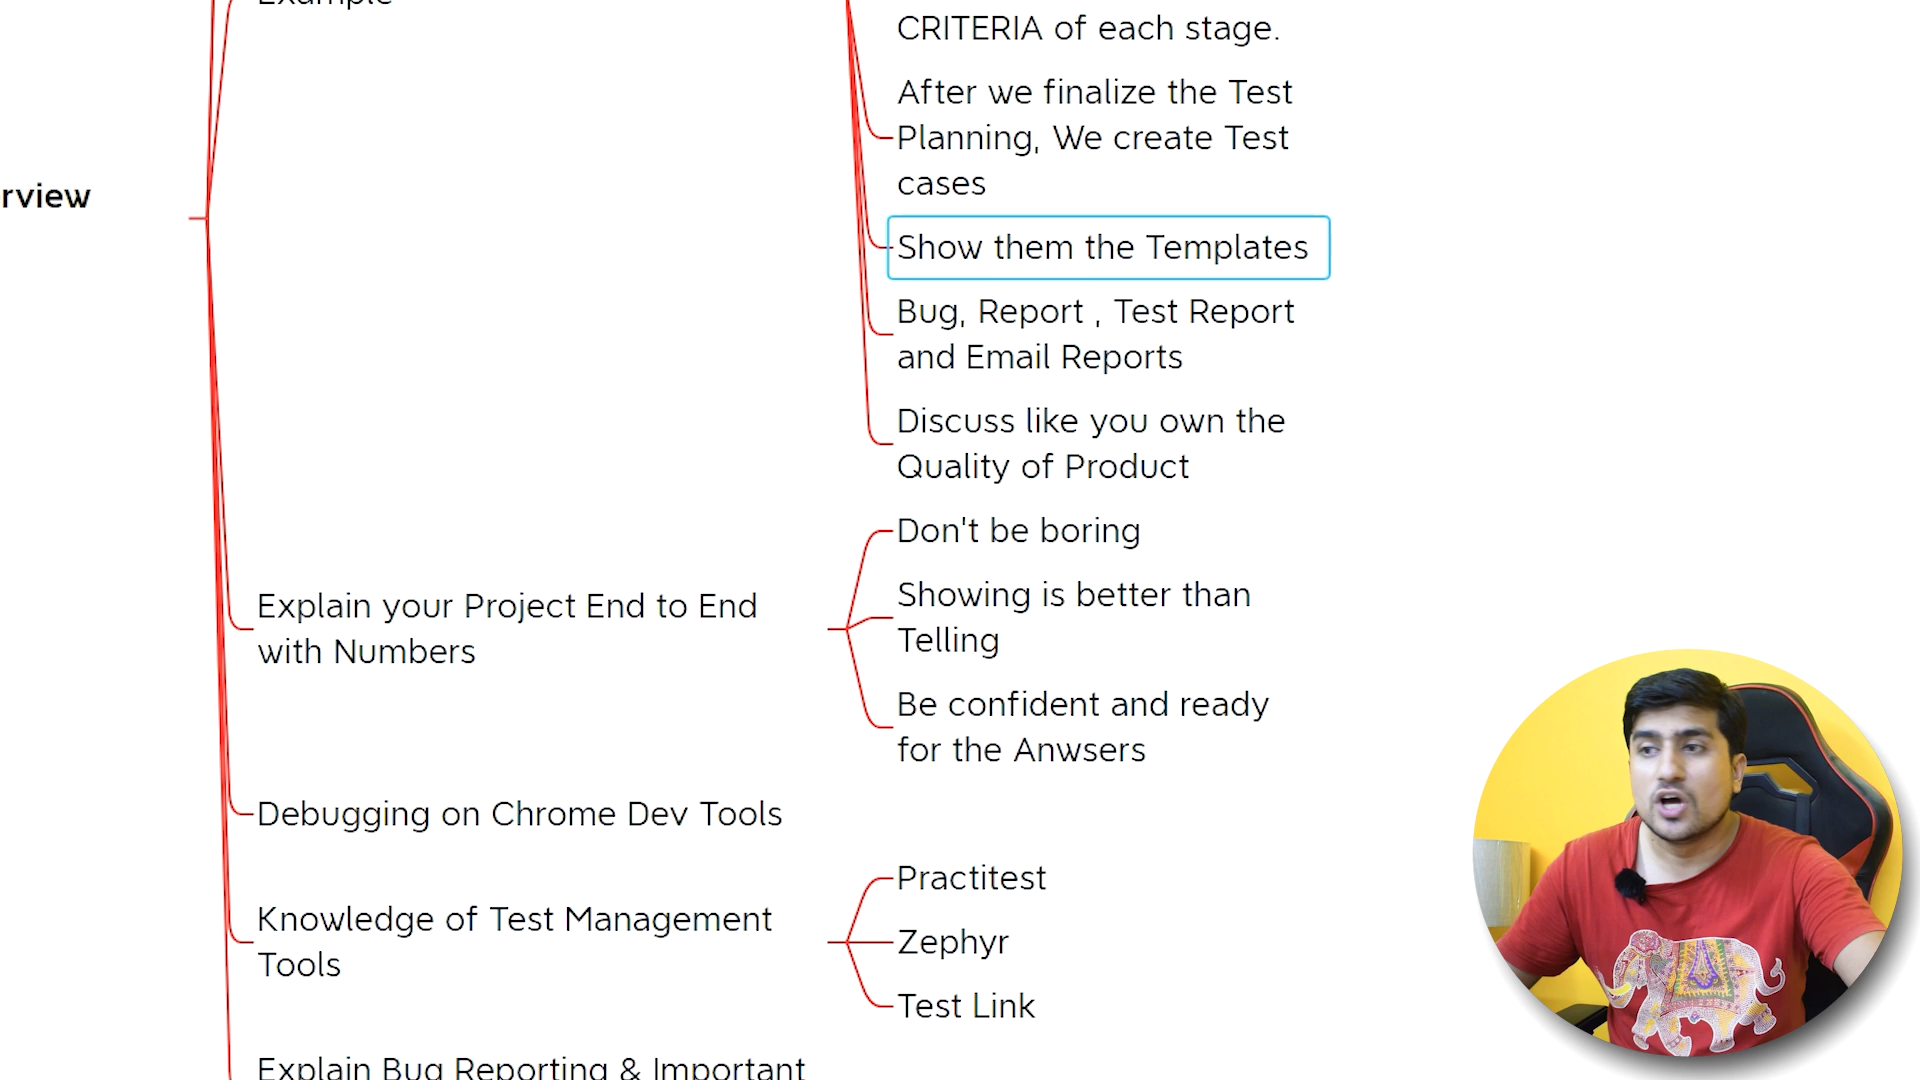 Example
CRITERIA of each stage.
After we finalize the Test
Planning, We create Test
cases
rview
Show them the Templates
Bug, Report , Test Report
and Email Reports
Discuss like you own the
Quality of Product
Explain your Project End to End
with Numbers
Don't be boring
Showing is better than
Telling
Be confident and ready
for the Anwsers
Debugging on Chrome Dev Tools
Knowledge of Test Management
Tools
Practitest
Zephyr
Test Link
Explain Bug Reporting & Important